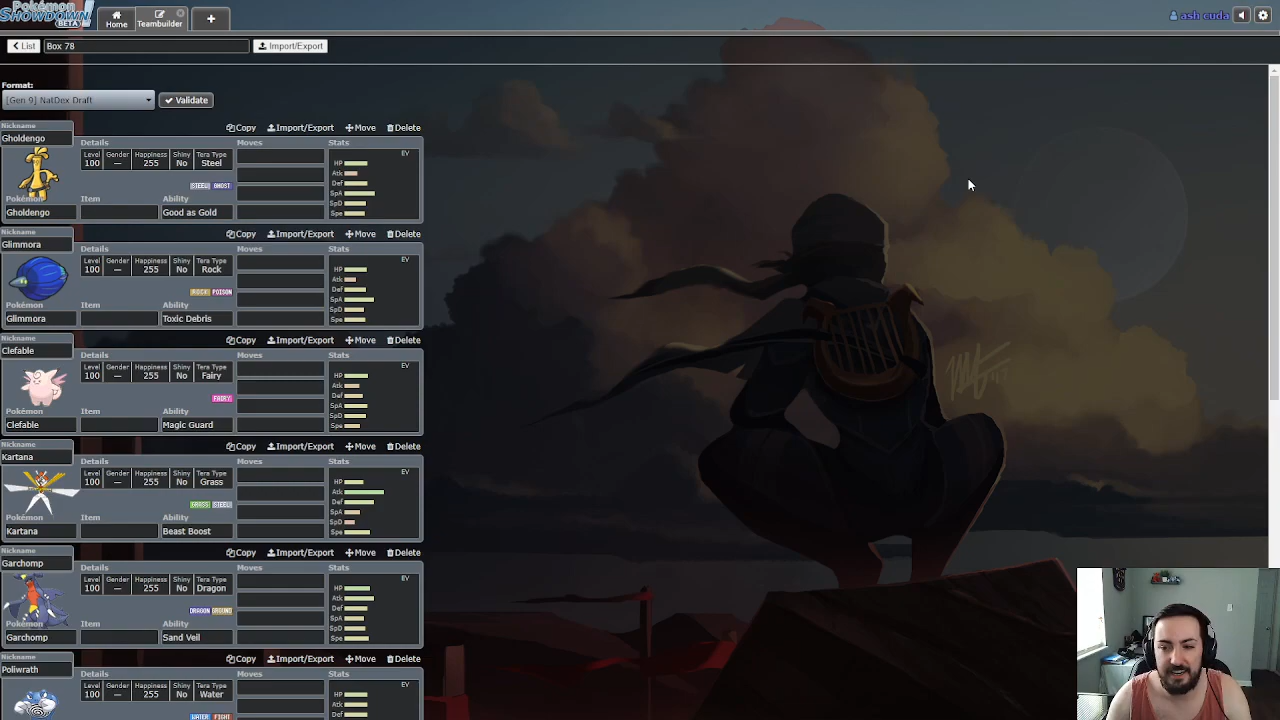 Pokémon
SHOWDOWN!
BETA
Home
Teambuilder
+
ash cuda
< List
Box 78
Import/Export
Format:
[Gen 9] NatDex Draft
Validate
Copy Import/Export Move Delete
Nickname Details Moves Stats
Gholdengo
Level Gender Happiness Shiny Tera Type EV
100 — 255 No Steel
HP
Atk
Def
STEEL GHOST
SpA
Pokémon Item Ability
SpD
Gholdengo Good as Gold
Spe
Copy Import/Export Move Delete
Nickname Details Moves Stats
Glimmora
Level Gender Happiness Shiny Tera Type EV
100 — 255 No Rock
HP
Atk
Def
ROCK POISON
SpA
Pokémon Item Ability
SpD
Glimmora Toxic Debris
Spe
Copy Import/Export Move Delete
Nickname Details Moves Stats
Clefable
Level Gender Happiness Shiny Tera Type EV
100 — 255 No Fairy
HP
Atk
Def
FAIRY
SpA
Pokémon Item Ability
SpD
Clefable Magic Guard
Spe
Copy Import/Export Move Delete
Nickname Details Moves Stats
Kartana
Level Gender Happiness Shiny Tera Type EV
100 — 255 No Grass
HP
Atk
Def
GRASS STEEL
SpA
Pokémon Item Ability
SpD
Kartana Beast Boost
Spe
Copy Import/Export Move Delete
Nickname Details Moves Stats
Garchomp
Level Gender Happiness Shiny Tera Type EV
100 — 255 No Dragon
HP
Atk
Def
DRAGON GROUND
SpA
Pokémon Item Ability
SpD
Garchomp Sand Veil
Spe
Copy Import/Export Move Delete
Nickname Details Moves Stats
Poliwrath
Level Gender Happiness Shiny Tera Type EV
100 — 255 No Water
HP
Atk
Def
WATER FIGHT